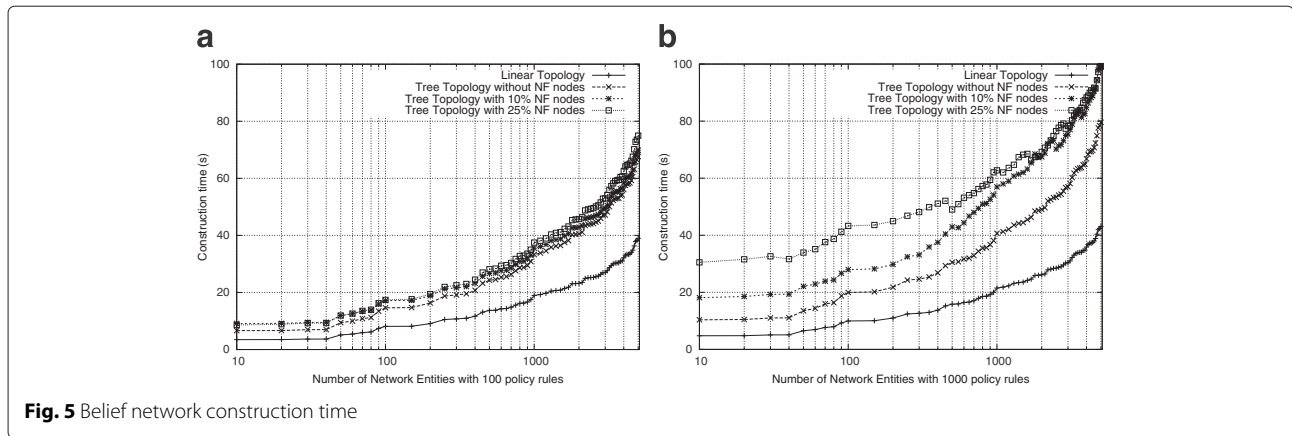 a
100
80
60
40
20
0
Construction time (s)
Linear Topology
Tree Topology without NF nodes
Tree Topology with 10% NF nodes
Tree Topology with 25% NF nodes
10
100
1000
Number of Network Entities with 100 policy rules
b
100
80
60
40
20
0
Construction time (s)
Linear Topology
Tree Topology without NF nodes
Tree Topology with 10% NF nodes
Tree Topology with 25% NF nodes
10
100
1000
Number of Network Entities with 1000 policy rules
Fig. 5 Belief network construction time